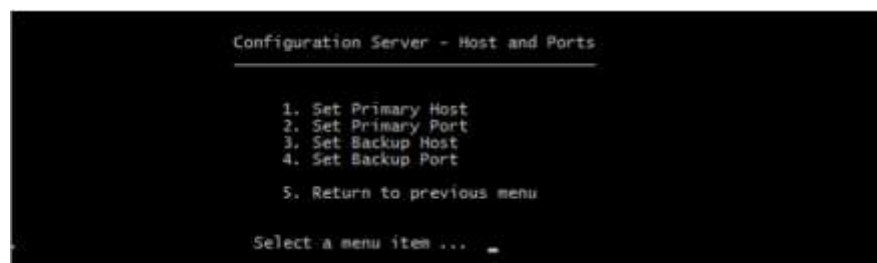 Configuration Server - Host and Ports
1. Set Primary Host
2. Set Primary Port
3. Set Backup Host
4. Set Backup Port
5. Return to previous menu
Select a menu item ... _